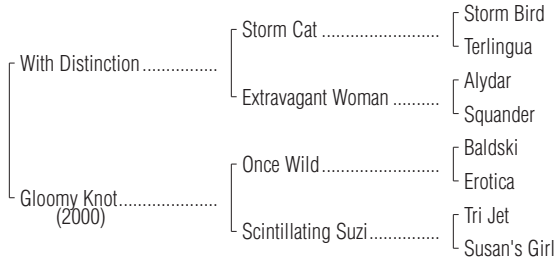 Storm Bird
Storm Cat ......................
Terlingua
With Distinction ..............
Alydar
Extravagant Woman .........
Squander
Baldski
Once Wild......................
Erotica
Gloomy Knot..................
(2000)
Tri Jet
Scintillating Suzi.............
Susan's Girl